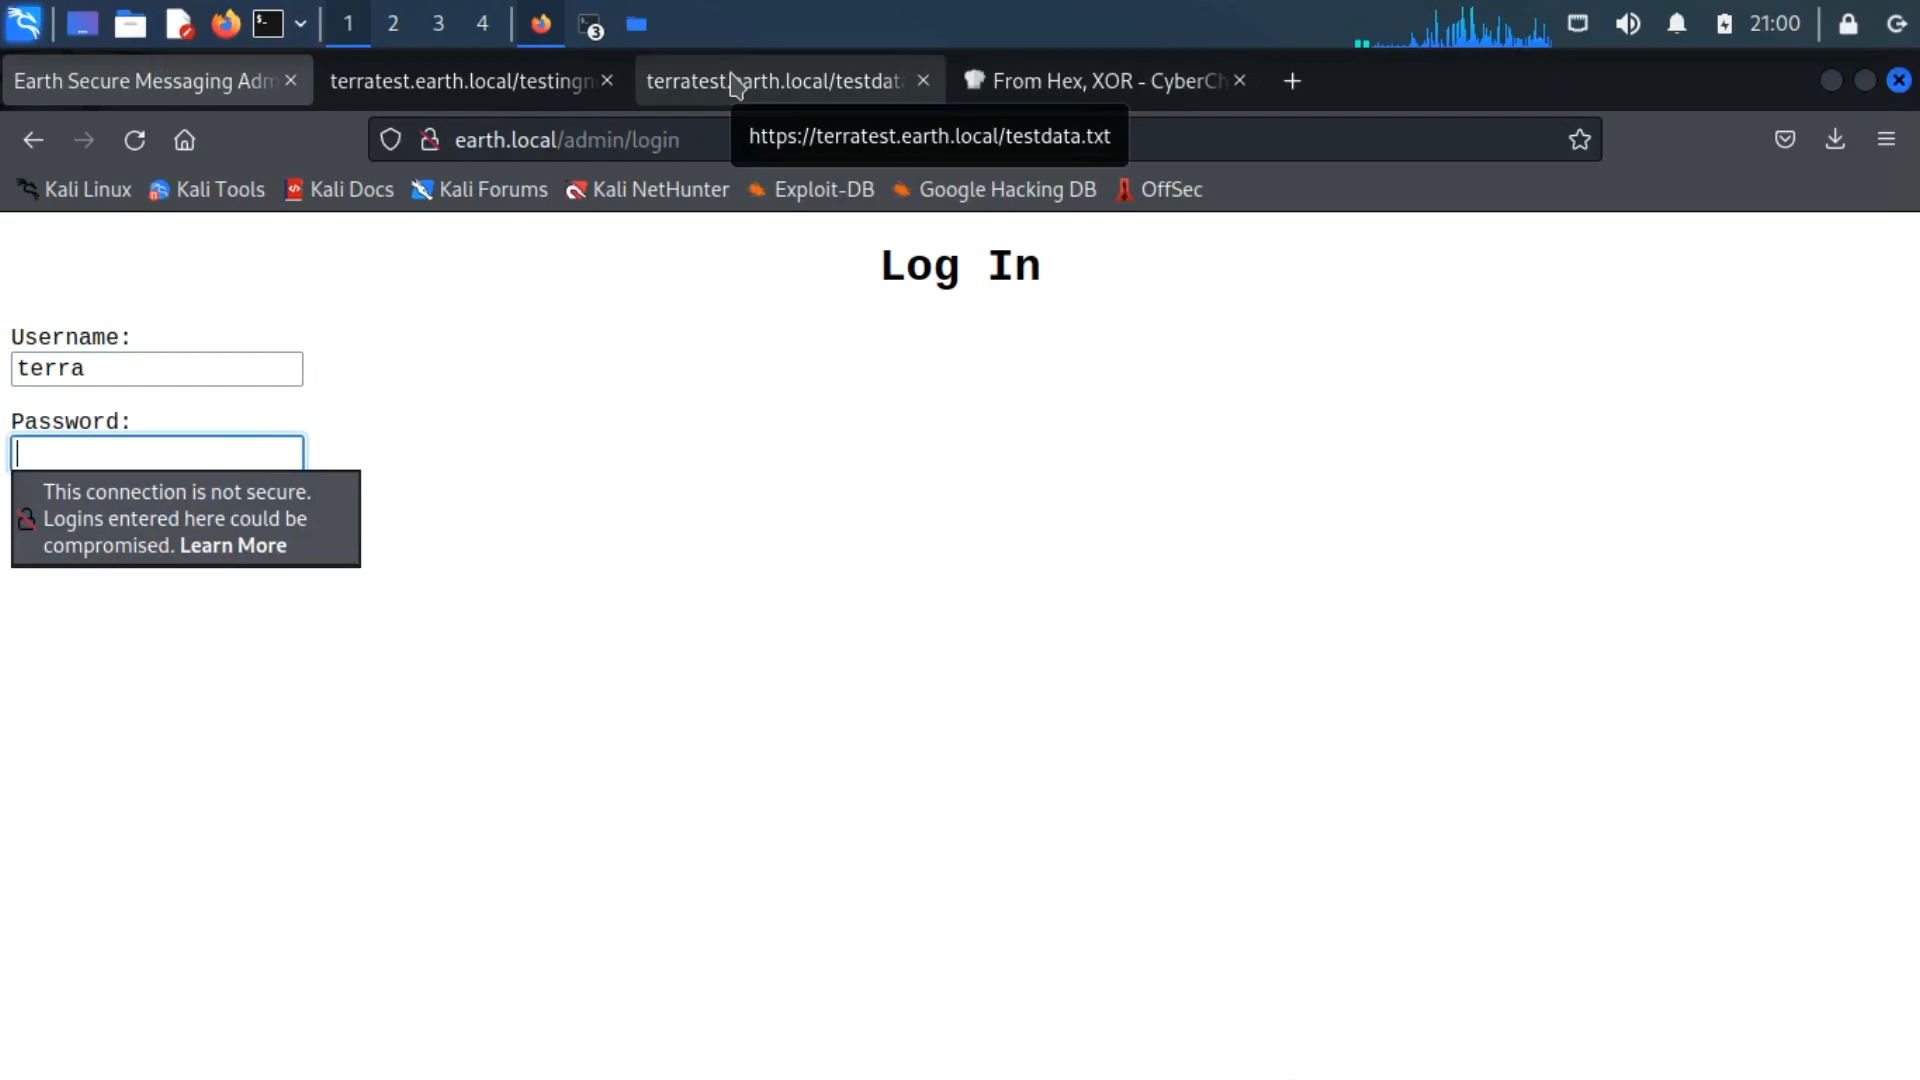 1 2 3 4 3 21:00
Earth Secure Messaging Adm terratest.earth.local/testingn terratest.earth.local/testdat From Hex, XOR - CyberCh
earth.local/admin/login
https://terratest.earth.local/testdata.txt
Kali Linux Kali Tools Kali Docs Kali Forums Kali NetHunter Exploit-DB Google Hacking DB OffSec
Log In
Username:
terra
Password:
This connection is not secure.
Logins entered here could be
compromised. Learn More